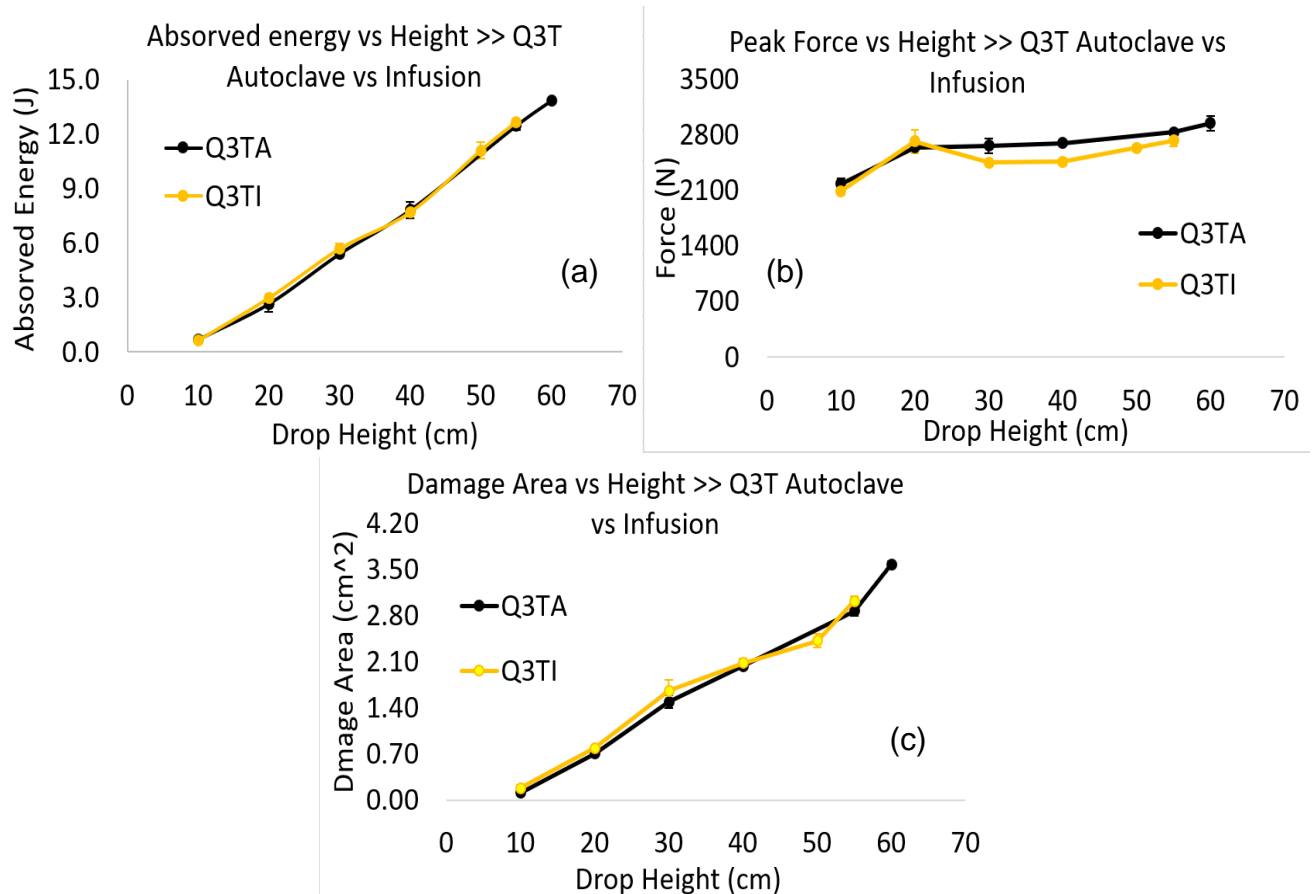 Absorved energy vs Height >> Q3T
Autoclave vs Infusion
Absorved Energy (J)
15.0
12.0
9.0
6.0
3.0
0.0
Q3TA
Q3TI
(a)
0 10 20 30 40 50 60 70
Drop Height (cm)
Peak Force vs Height >> Q3T Autoclave vs
Infusion
Force (N)
3500
2800
2100
1400
700
0
Q3TA
Q3TI
(b)
0 10 20 30 40 50 60 70
Drop Height (cm)
Damage Area vs Height >> Q3T Autoclave
vs Infusion
Dmage Area (cm^2)
4.20
3.50
2.80
2.10
1.40
0.70
0.00
Q3TA
Q3TI
(c)
0 10 20 30 40 50 60 70
Drop Height (cm)